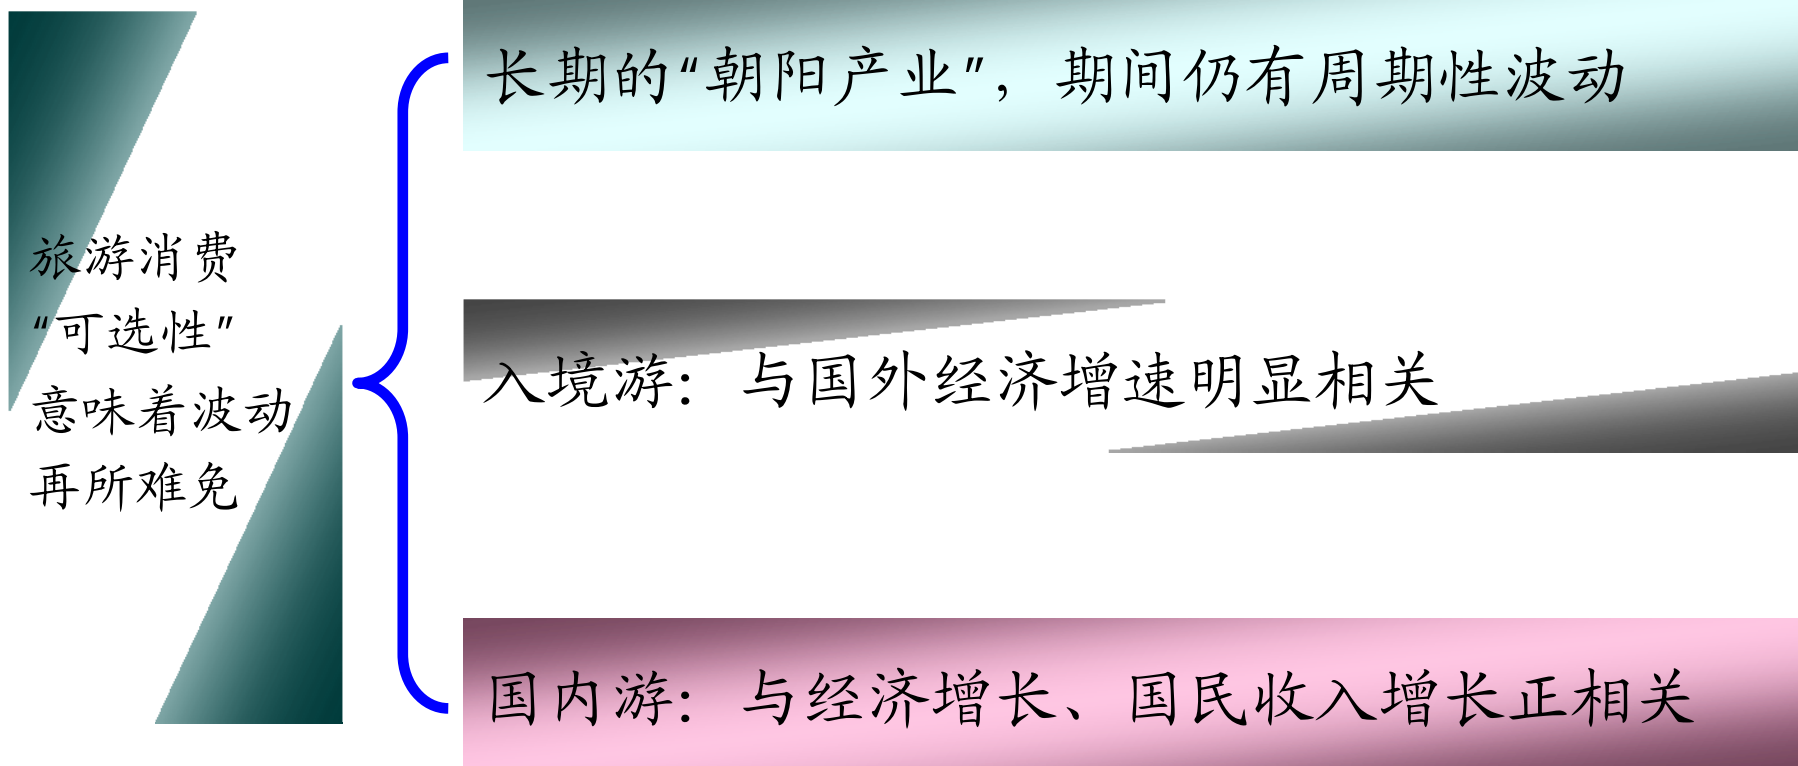 旅游消费
“可选性”
意味着波动
再所难免
长期的“朝阳产业”，期间仍有周期性波动
入境游：与国外经济增速明显相关
国内游：与经济增长、国民收入增长正相关